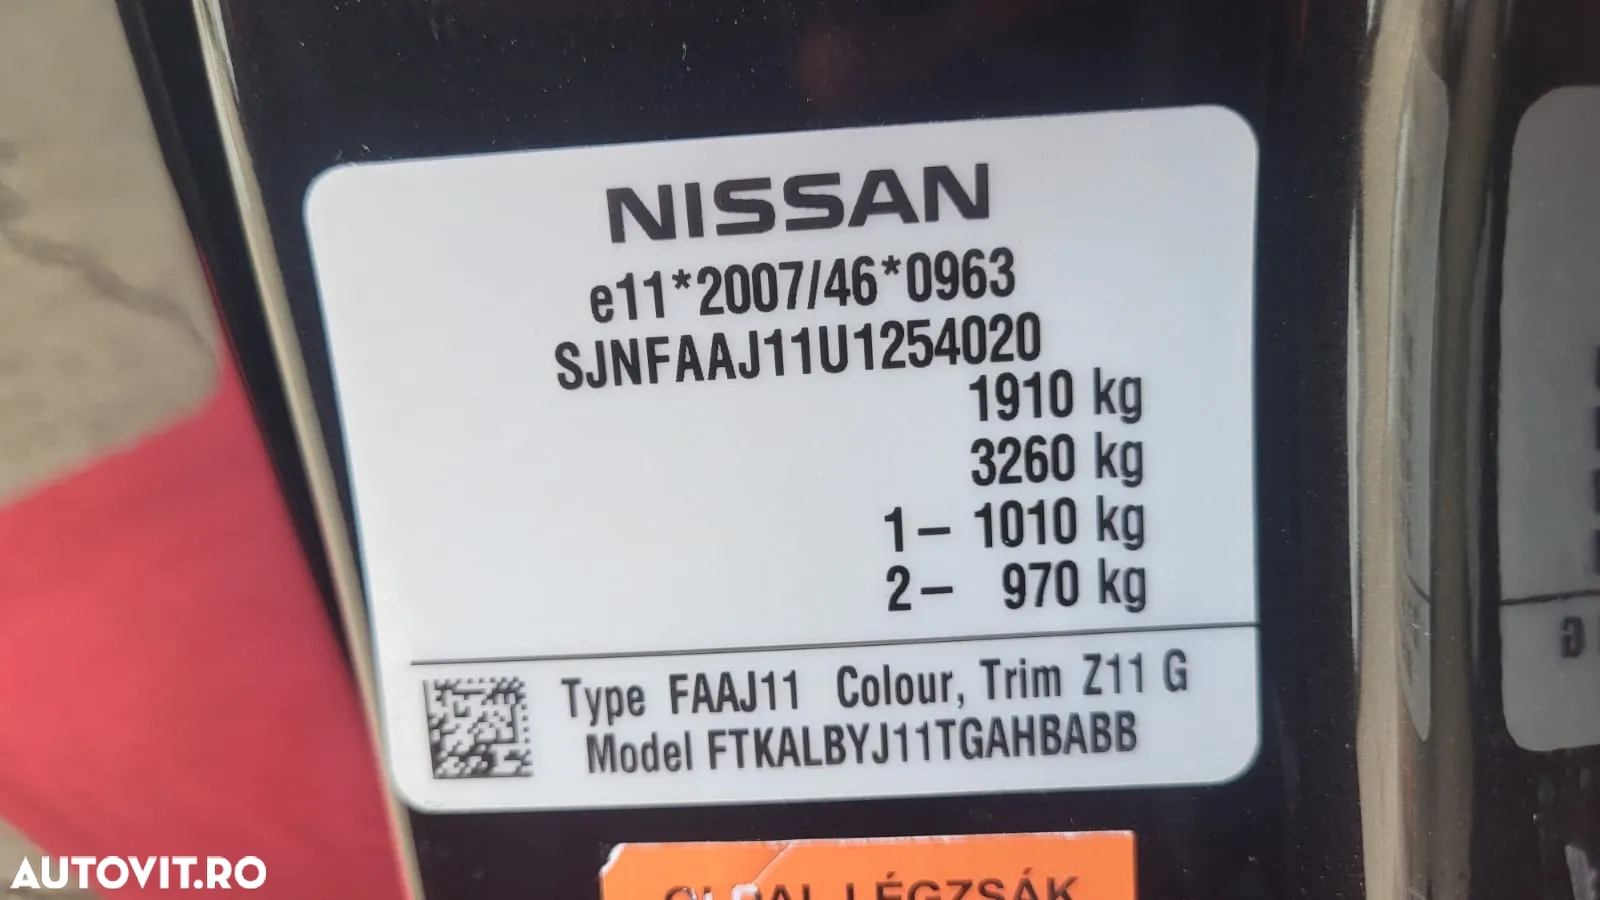 NISSAN
e11*2007/46*0963
SJNFAAJ11U1254020
1910 kg
3260 kg
1– 1010 kg
2– 970 kg
Type FAAJ11 Colour, Trim Z11 G
Model FTKALBYJ11TGAHBABB
OLDAL LÉGZSÁK
G
AUTOVIT.RO